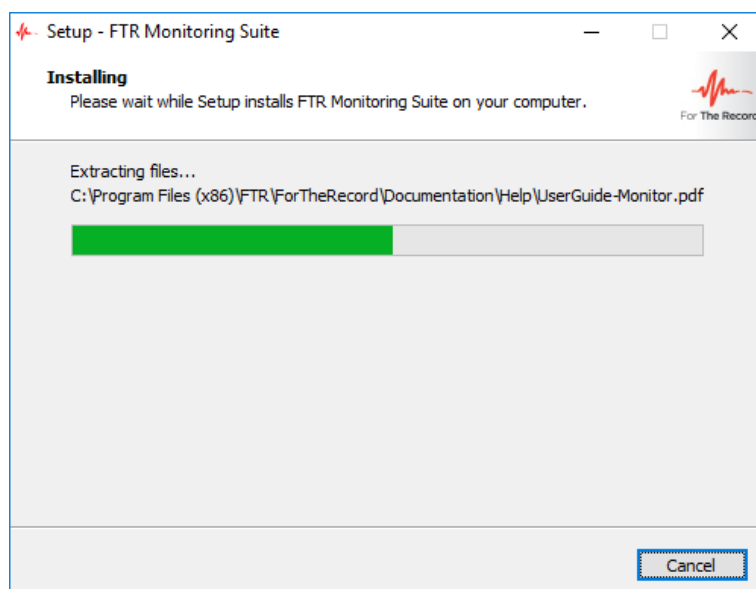 Setup - FTR Monitoring Suite
Installing
Please wait while Setup installs FTR Monitoring Suite on your computer.
For The Record
Extracting files...
C:\Program Files (x86)\FTR\ForTheRecord\Documentation\Help\UserGuide-Monitor.pdf
Cancel